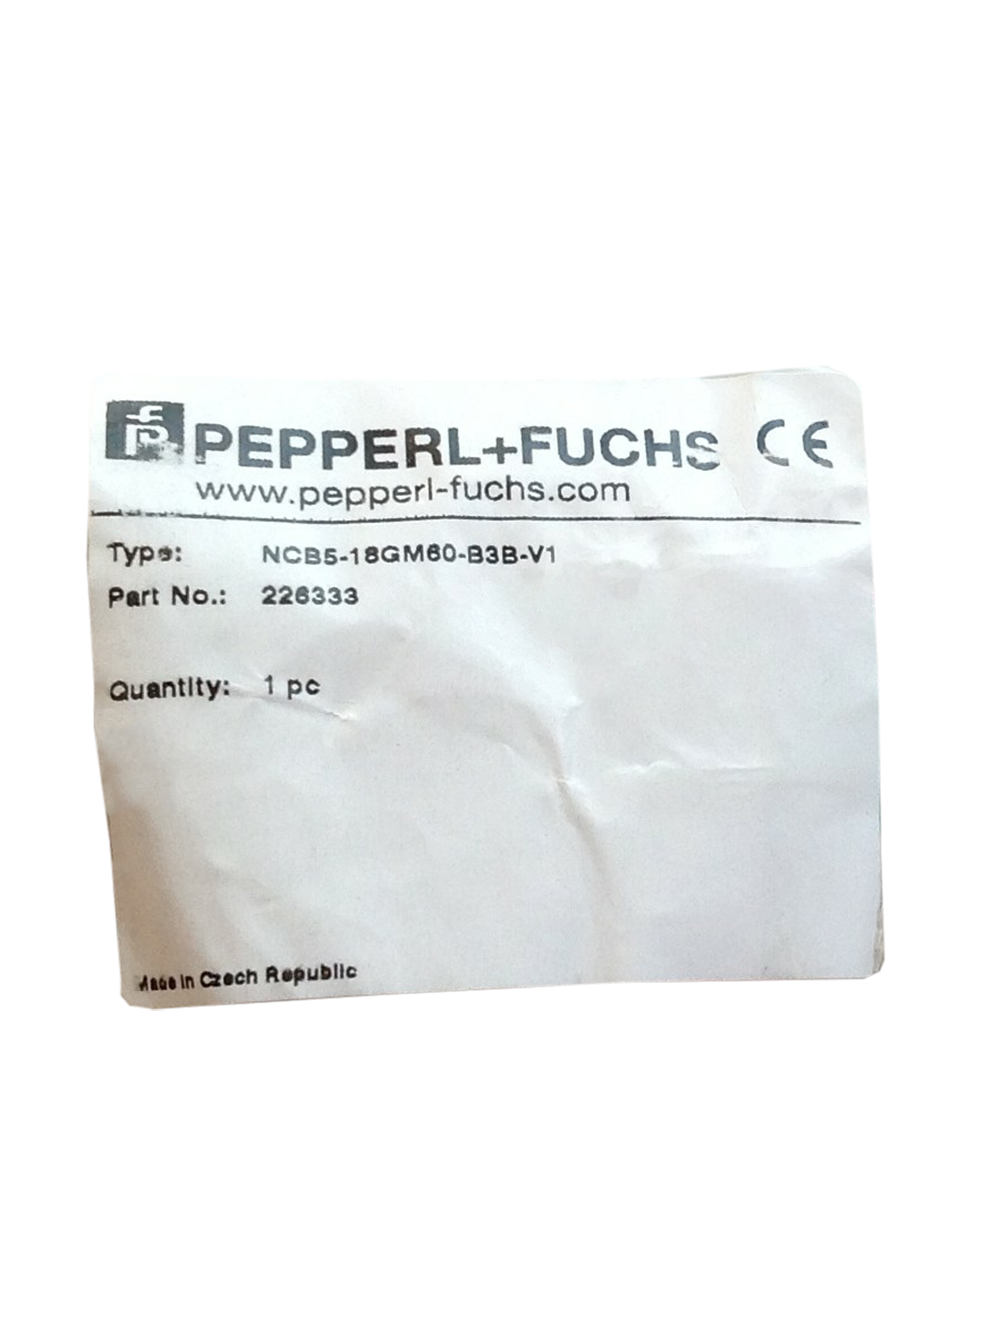 PEPPERL+FUCHS CE
www.pepperl-fuchs.com
Type: NCB5-18GM60-B3B-V1
Part No.: 226333
Quantity: 1 pc
Made in Czech Republic